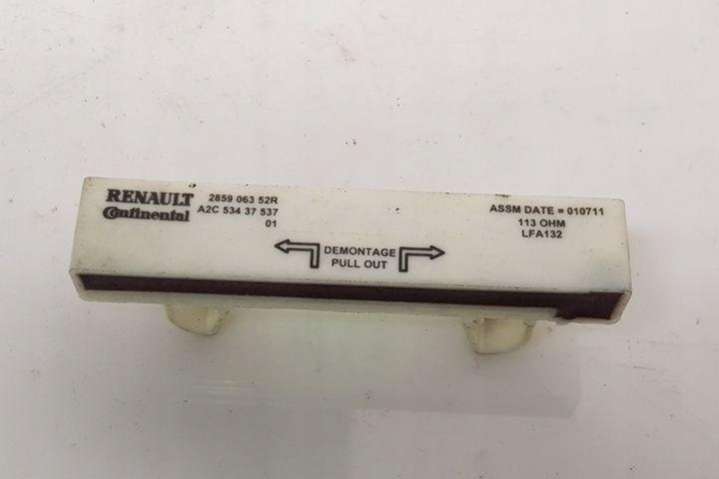 RENAULT
Continental
2859 063 52R
A2C 534 37 537
01
ASSM DATE = 010711
113 OHM
LFA132
DEMONTAGE
PULL OUT